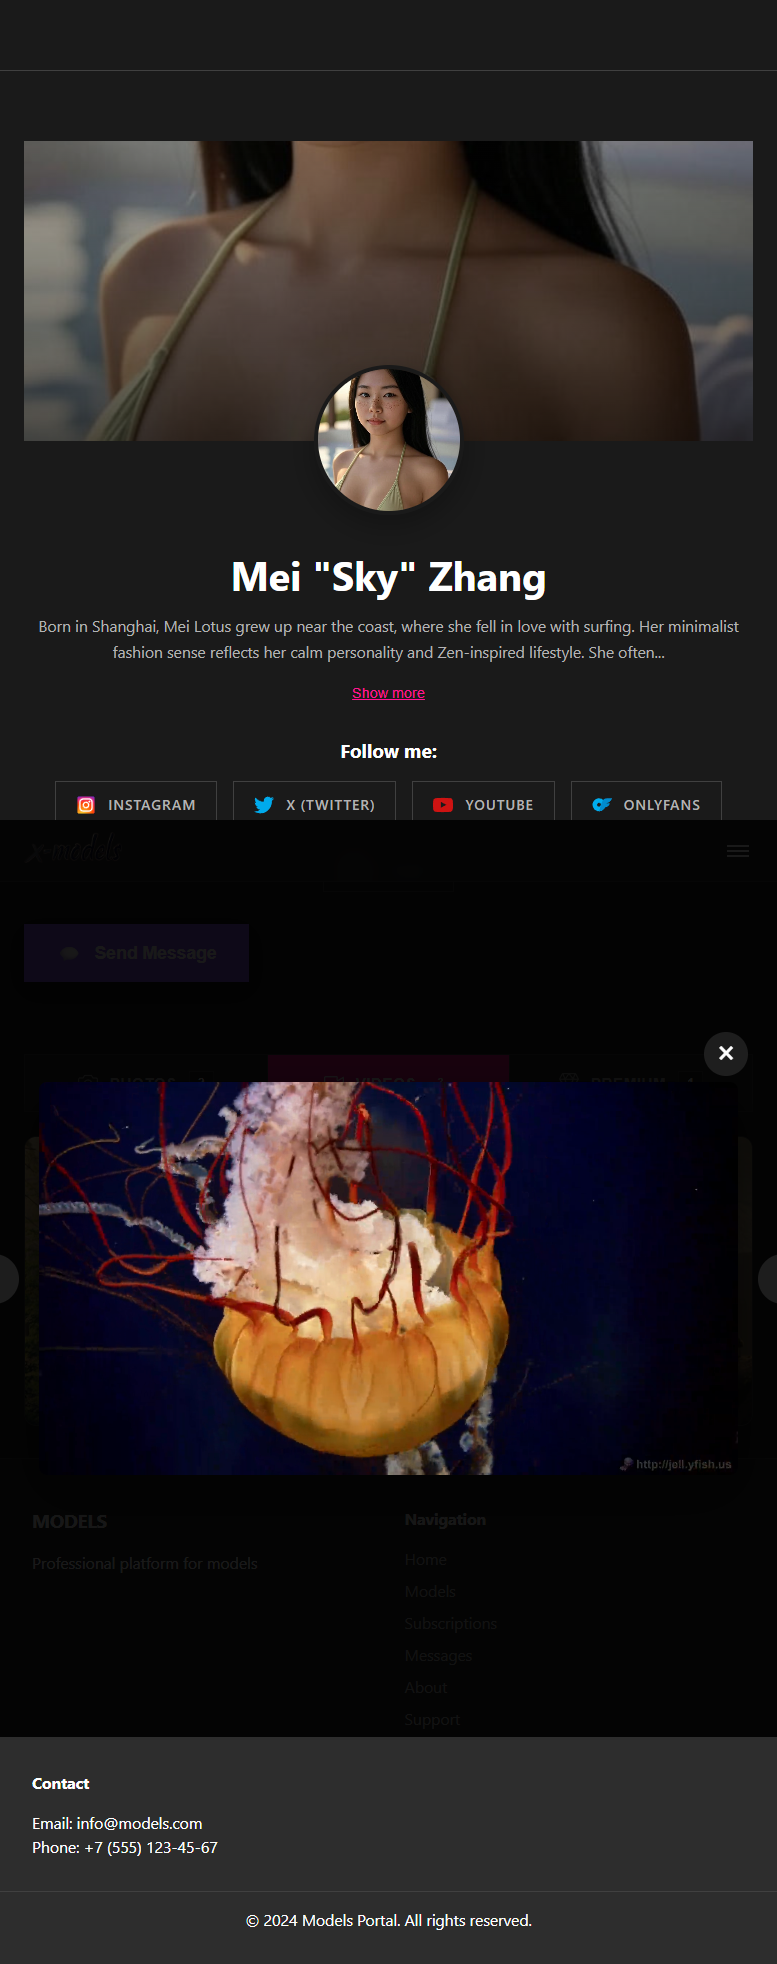 Mei "Sky" Zhang
Born in Shanghai, Mei Lotus grew up near the coast, where she fell in love with surfing. Her minimalist
fashion sense reflects her calm personality and Zen-inspired lifestyle. She often...
Show more
Follow me:
INSTAGRAM
X (TWITTER)
YOUTUBE
ONLYFANS
x-models
Send Message
http://jell.yfish.us
MODELS
Professional platform for models
Navigation
Home
Models
Subscriptions
Messages
About
Support
Contact
Email: info@models.com
Phone: +7 (555) 123-45-67
© 2024 Models Portal. All rights reserved.